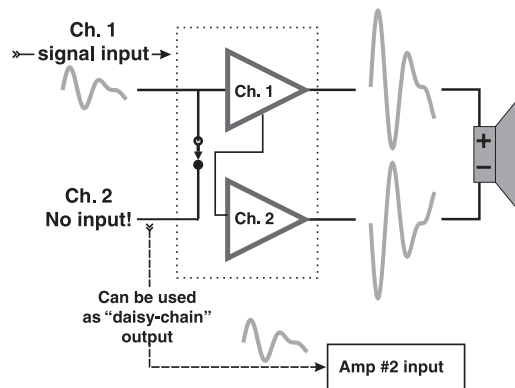 Ch. 1
signal input
Ch. 1
Ch. 2
No input!
Ch. 2
+
–
Can be used
as “daisy-chain”
output
Amp #2 input